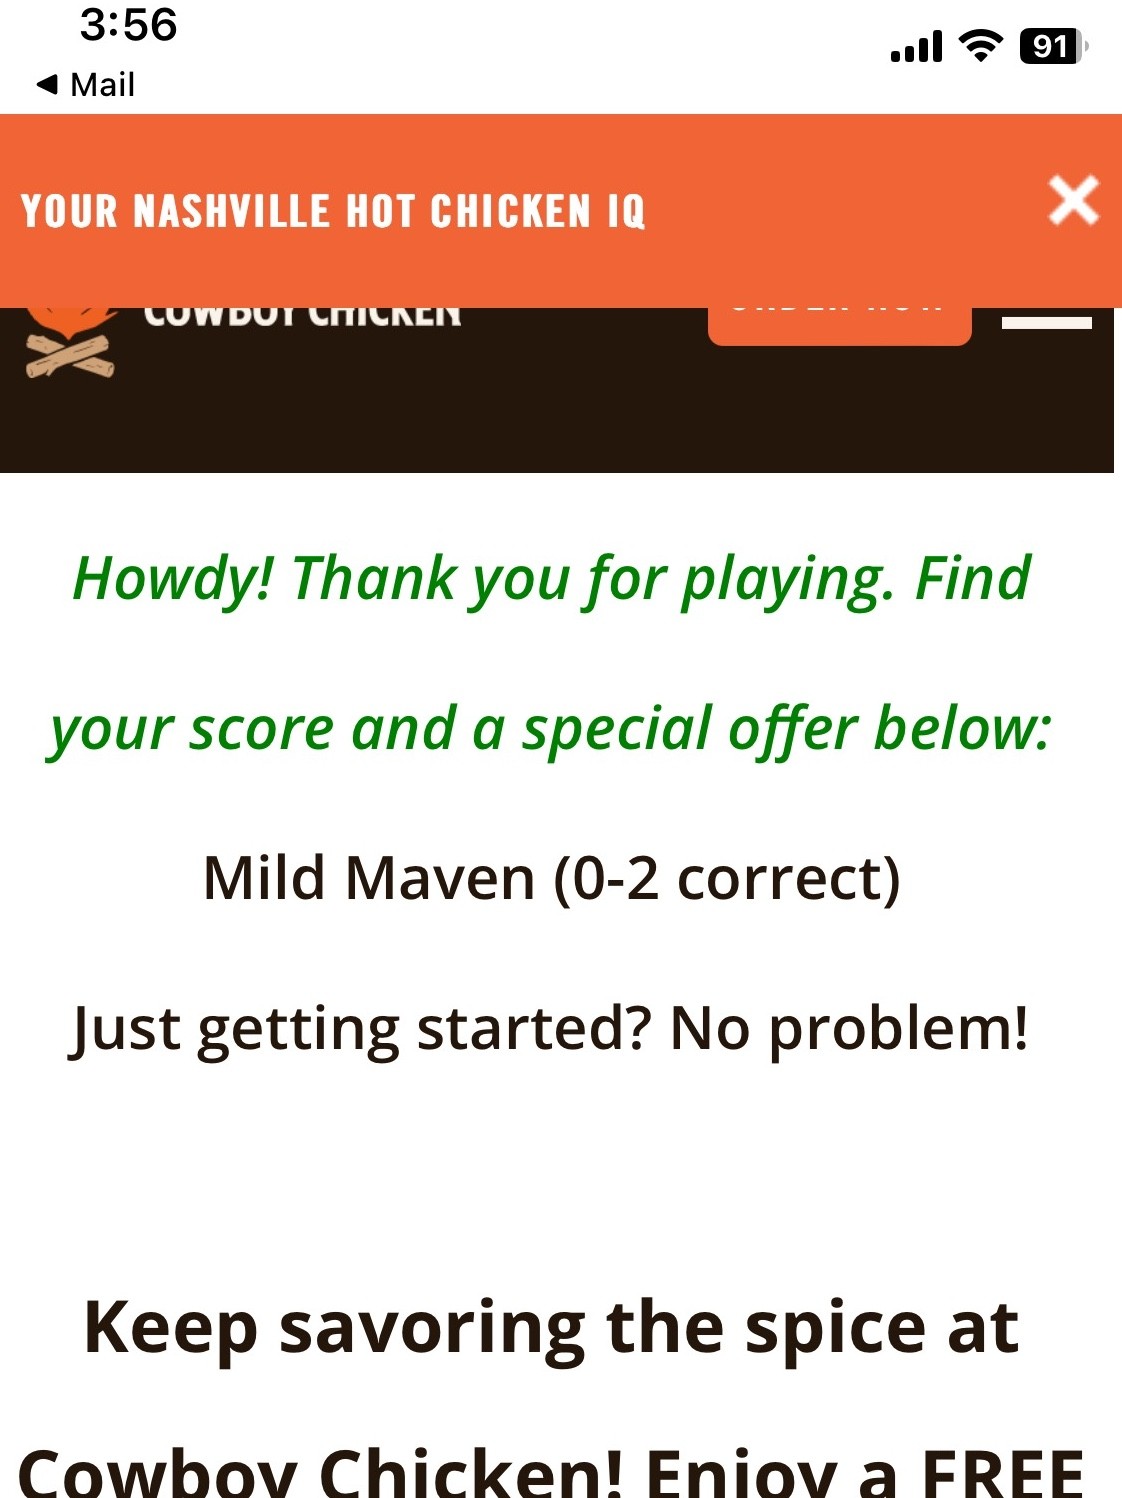 3:56
91
◀ Mail
YOUR NASHVILLE HOT CHICKEN IQ
COWBOY CHICKEN
ORDER NOW
Howdy! Thank you for playing. Find
your score and a special offer below:
Mild Maven (0-2 correct)
Just getting started? No problem!
Keep savoring the spice at
Cowboy Chicken! Enjoy a FREE